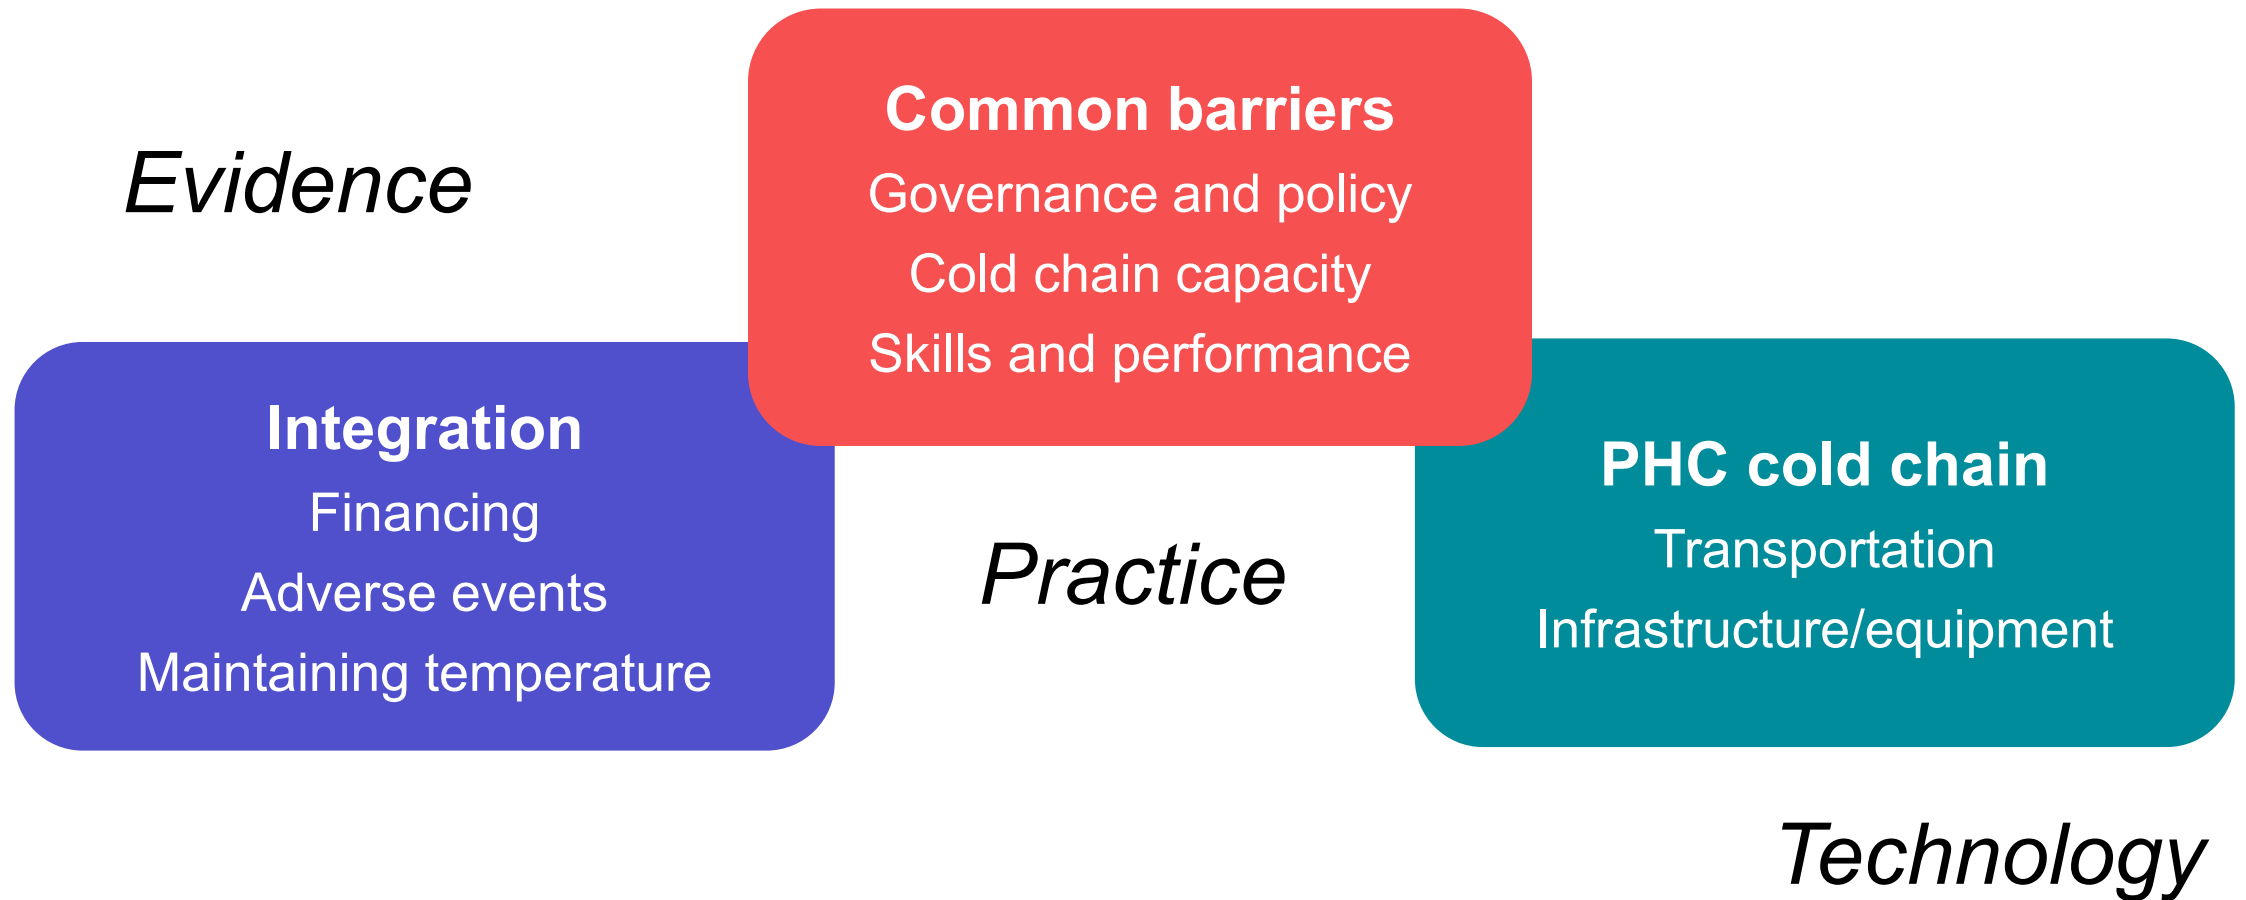 Evidence
Common barriers
Governance and policy
Cold chain capacity
Skills and performance
Integration
Financing
Adverse events
Maintaining temperature
Practice
PHC cold chain
Transportation
Infrastructure/equipment
Technology